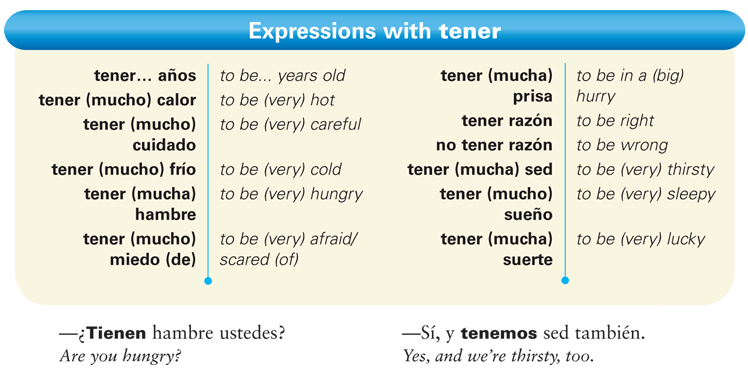 Expressions with tener
tener... años to be... years old
tener (mucho) calor to be (very) hot
tener (mucho) to be (very) careful
cuidado
tener (mucho) frío to be (very) cold
tener (mucha) to be (very) hungry
hambre
tener (mucho) to be (very) afraid/
miedo (de) scared (of)
tener (mucha) to be in a (big)
prisa hurry
tener razón to be right
no tener razón to be wrong
tener (mucha) sed to be (very) thirsty
tener (mucho) to be (very) sleepy
sueño
tener (mucha) to be (very) lucky
suerte
—¿Tienen hambre ustedes?
Are you hungry?
—Sí, y tenemos sed también.
Yes, and we're thirsty, too.